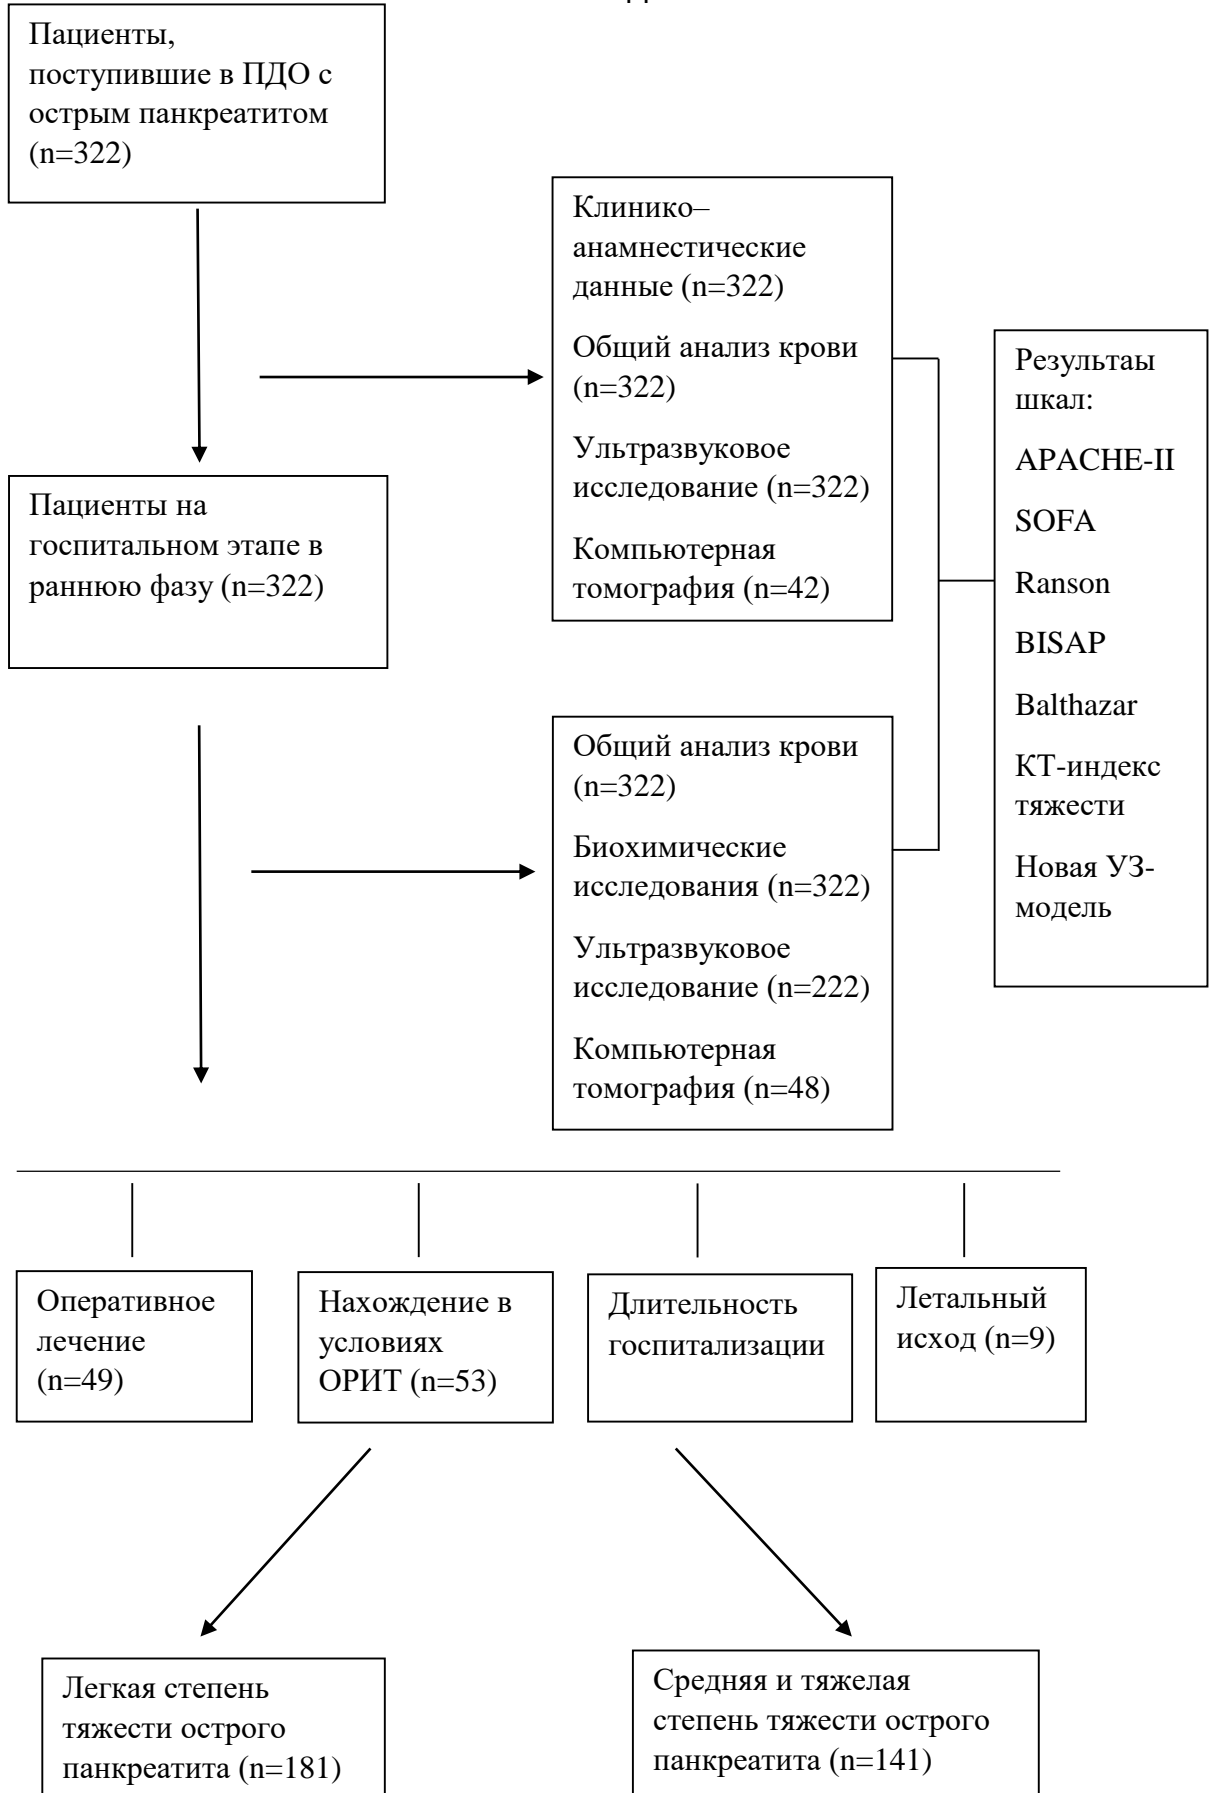 Пациенты,
поступившие в ПДО с
острым панкреатитом
(n=322)
Клинико–
анамнестические
данные (n=322)
Общий анализ крови
(n=322)
Ультразвуковое
исследование (n=322)
Компьютерная
томография (n=42)
Результаы
шкал:
APACHE-II
SOFA
Ranson
BISAP
Balthazar
КТ-индекс
тяжести
Новая УЗ-
модель
Пациенты на
госпитальном этапе в
раннюю фазу (n=322)
Общий анализ крови
(n=322)
Биохимические
исследования (n=322)
Ультразвуковое
исследование (n=222)
Компьютерная
томография (n=48)
Оперативное
лечение
(n=49)
Нахождение в
условиях
ОРИТ (n=53)
Длительность
госпитализации
Летальный
исход (n=9)
Легкая степень
тяжести острого
панкреатита (n=181)
Средняя и тяжелая
степень тяжести острого
панкреатита (n=141)